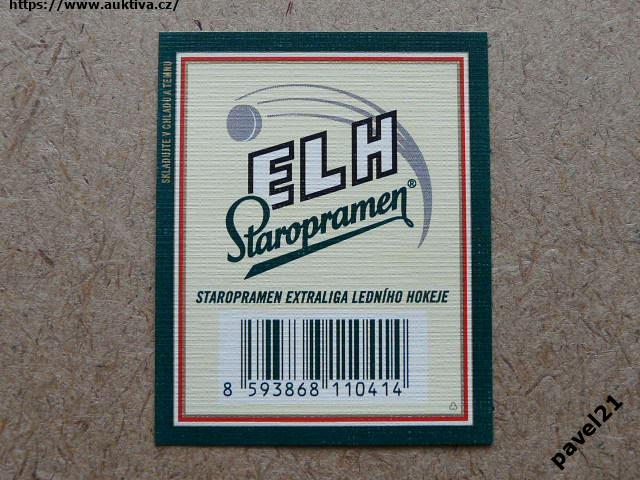 https://www.auktiva.cz/
SKLADUJTE V CHLADU A TEMNU
ELH
Staropramen®
STAROPRAMEN EXTRALIGA LEDNÍHO HOKEJE
8 593868 110414
pavel21